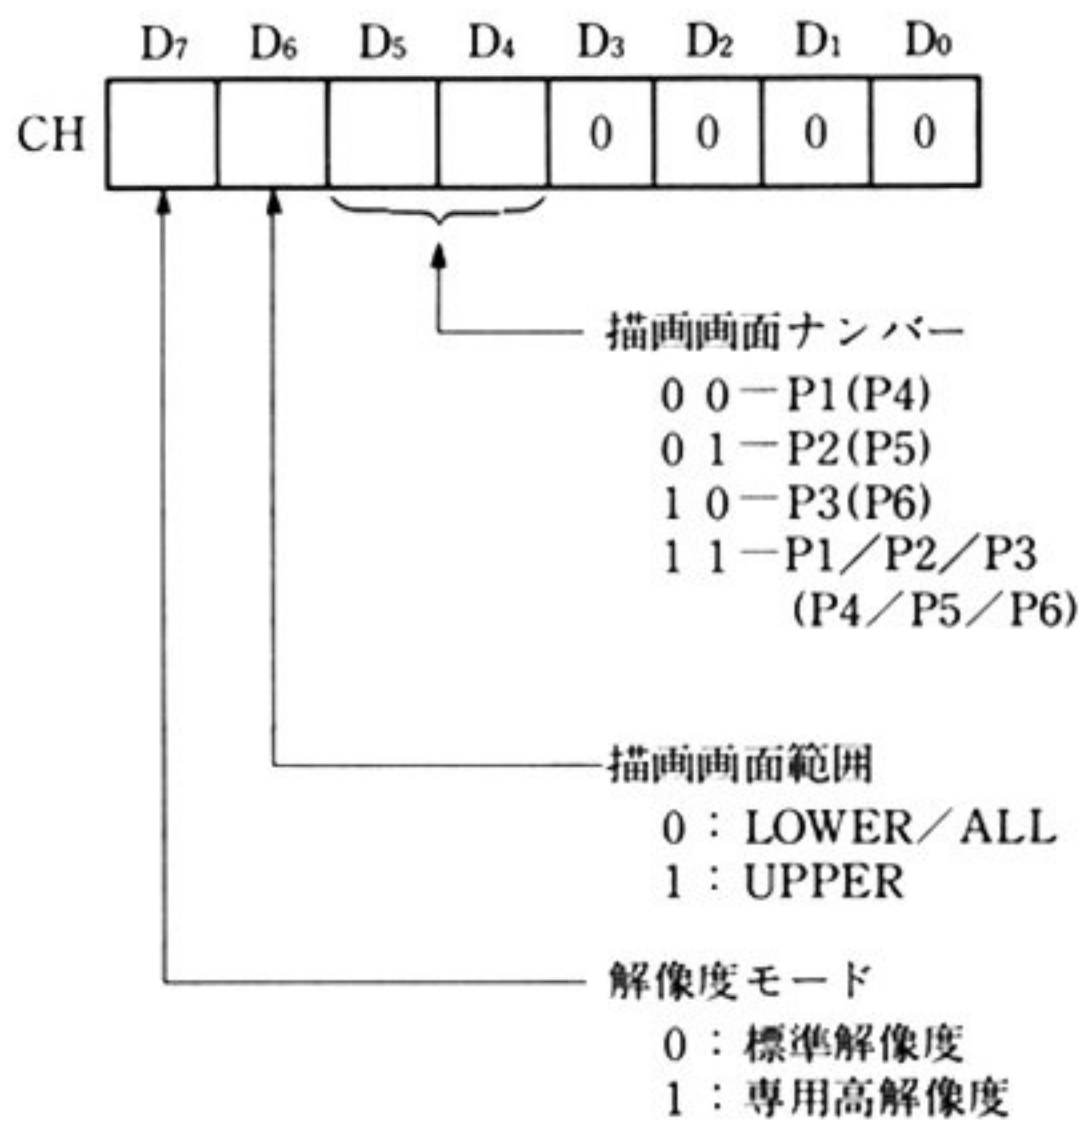 D7 D6 D5 D4 D3 D2 D1 D0
CH 0 0 0 0
描画画面ナンバー
0 0―P1(P4)
0 1―P2(P5)
1 0―P3(P6)
1 1―P1／P2／P3
(P4／P5／P6)
描画画面範囲
0：LOWER／ALL
1：UPPER
解像度モード
0：標準解像度
1：専用高解像度